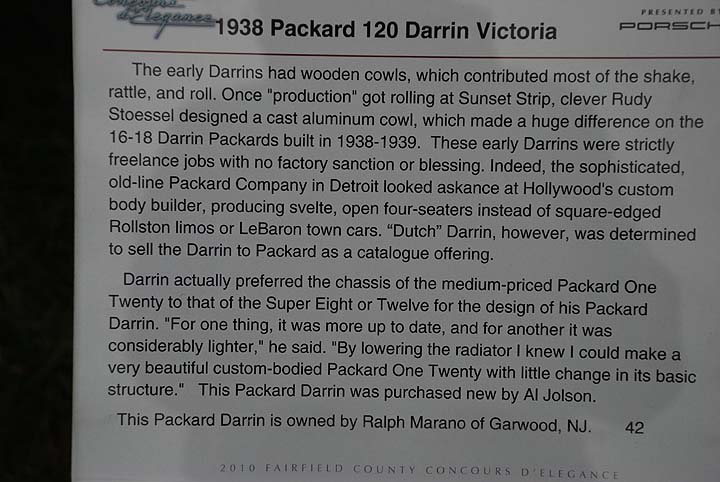 Concours
d'Elegance
1938 Packard 120 Darrin Victoria
PRESENTED BY
PORSCH
The early Darrins had wooden cowls, which contributed most of the shake,
rattle, and roll. Once "production" got rolling at Sunset Strip, clever Rudy
Stoessel designed a cast aluminum cowl, which made a huge difference on the
16-18 Darrin Packards built in 1938-1939. These early Darrins were strictly
freelance jobs with no factory sanction or blessing. Indeed, the sophisticated,
old-line Packard Company in Detroit looked askance at Hollywood's custom
body builder, producing svelte, open four-seaters instead of square-edged
Rollston limos or LeBaron town cars. “Dutch” Darrin, however, was determined
to sell the Darrin to Packard as a catalogue offering.
Darrin actually preferred the chassis of the medium-priced Packard One
Twenty to that of the Super Eight or Twelve for the design of his Packard
Darrin. "For one thing, it was more up to date, and for another it was
considerably lighter," he said. "By lowering the radiator I knew I could make a
very beautiful custom-bodied Packard One Twenty with little change in its basic
structure." This Packard Darrin was purchased new by Al Jolson.
This Packard Darrin is owned by Ralph Marano of Garwood, NJ. 42
2010 FAIRFIELD COUNTY CONCOURS D'ELEGANCE